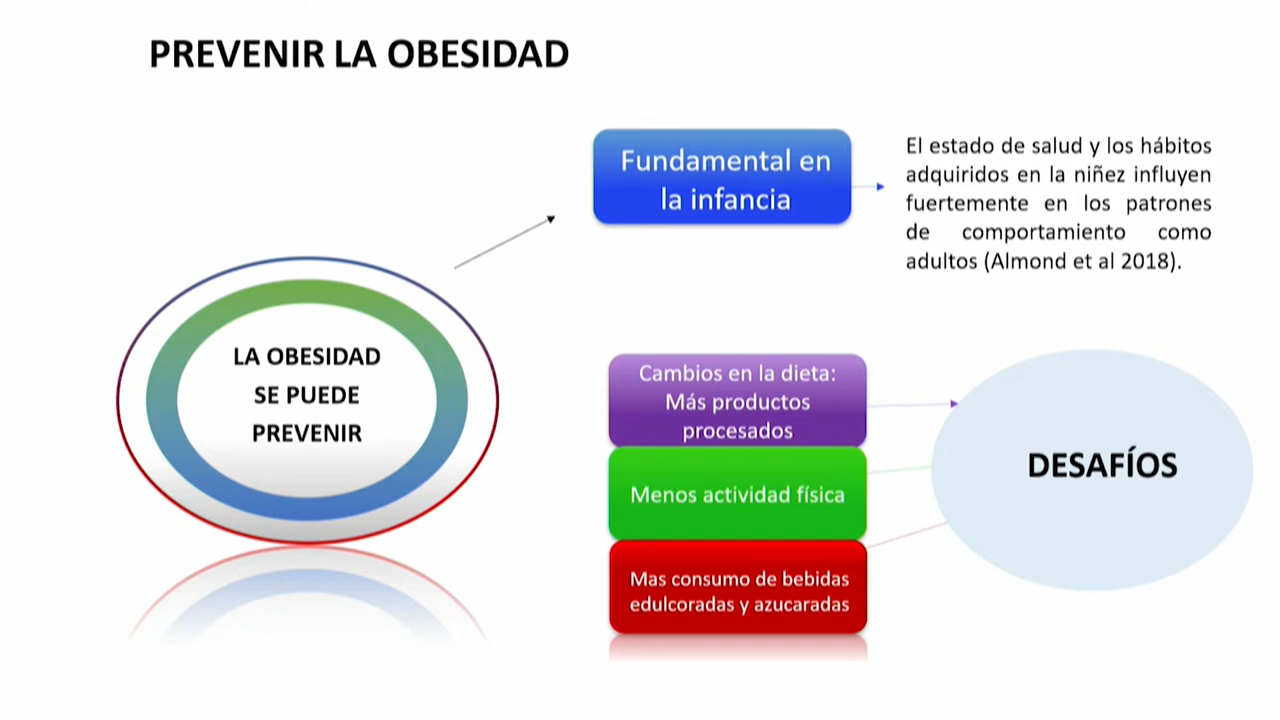 PREVENIR LA OBESIDAD
Fundamental en
la infancia
El estado de salud y los hábitos
adquiridos en la niñez influyen
fuertemente en los patrones
de comportamiento como
adultos (Almond et al 2018).
LA OBESIDAD
SE PUEDE
PREVENIR
Cambios en la dieta:
Más productos
procesados
Menos actividad física
Mas consumo de bebidas
edulcoradas y azucaradas
DESAFÍOS